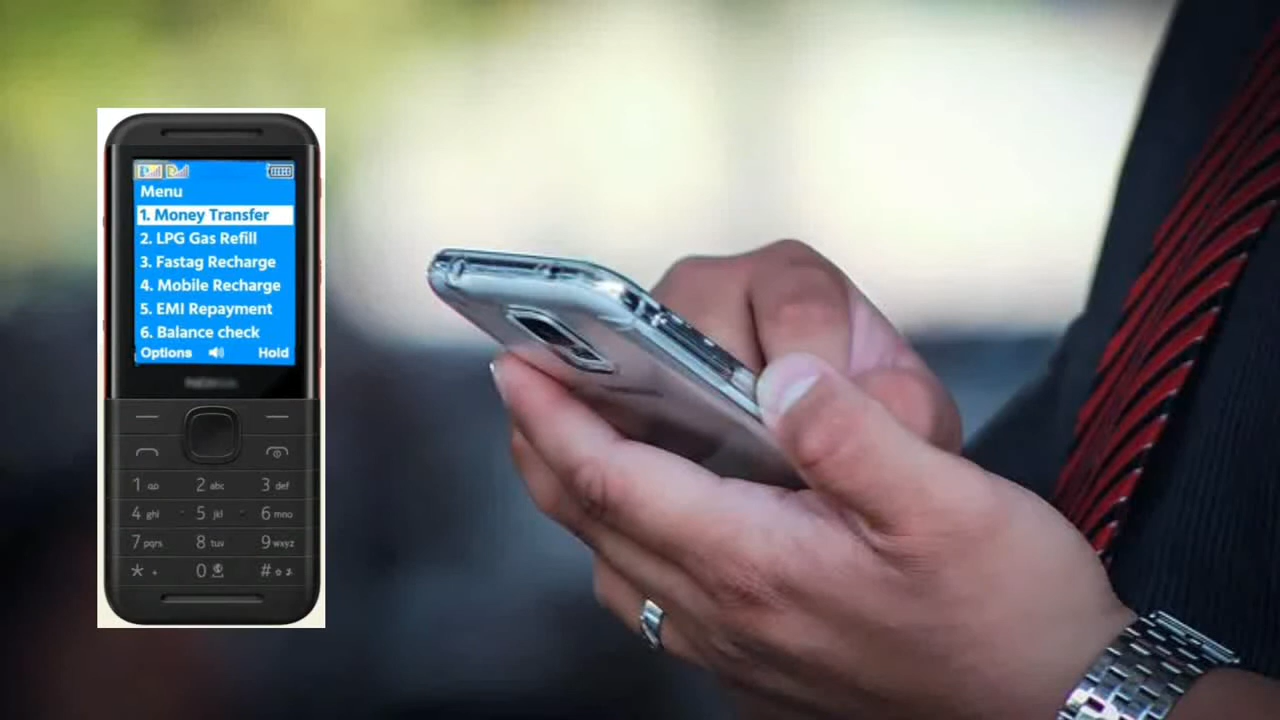 Menu
1. Money Transfer
2. LPG Gas Refill
3. Fastag Recharge
4. Mobile Recharge
5. EMI Repayment
6. Balance check
Options Hold
NOKIA
1 2 abc 3 def
4 ghi 5 jkl 6 mno
7 pqrs 8 tuv 9 wxyz
* + 0 #